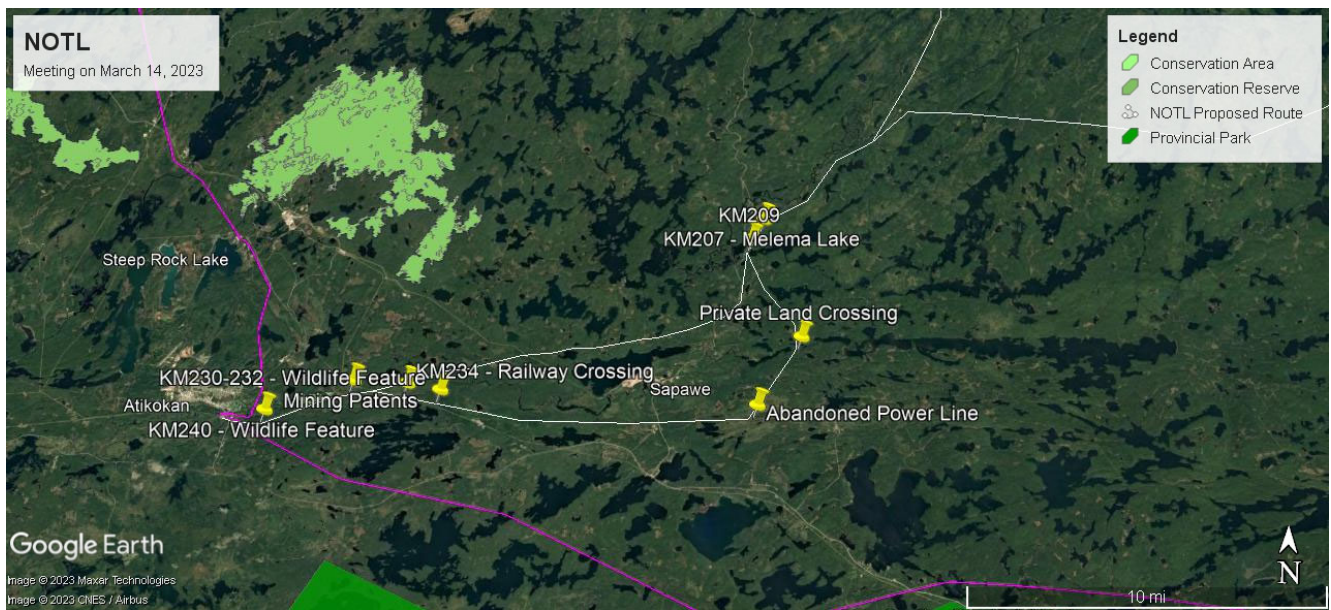 NOTL
Meeting on March 14, 2023
Legend
Conservation Area
Conservation Reserve
NOTL Proposed Route
Provincial Park
KM209
KM207 - Melema Lake
Steep Rock Lake
Private Land Crossing
KM234 - Railway Crossing
KM230-232 - Wildlife Feature
Sapawe
Mining Patents
Atikokan
Abandoned Power Line
KM240 - Wildlife Feature
Google Earth
Image © 2023 Maxar Technologies
Image © 2023 CNES / Airbus
N
10 mi